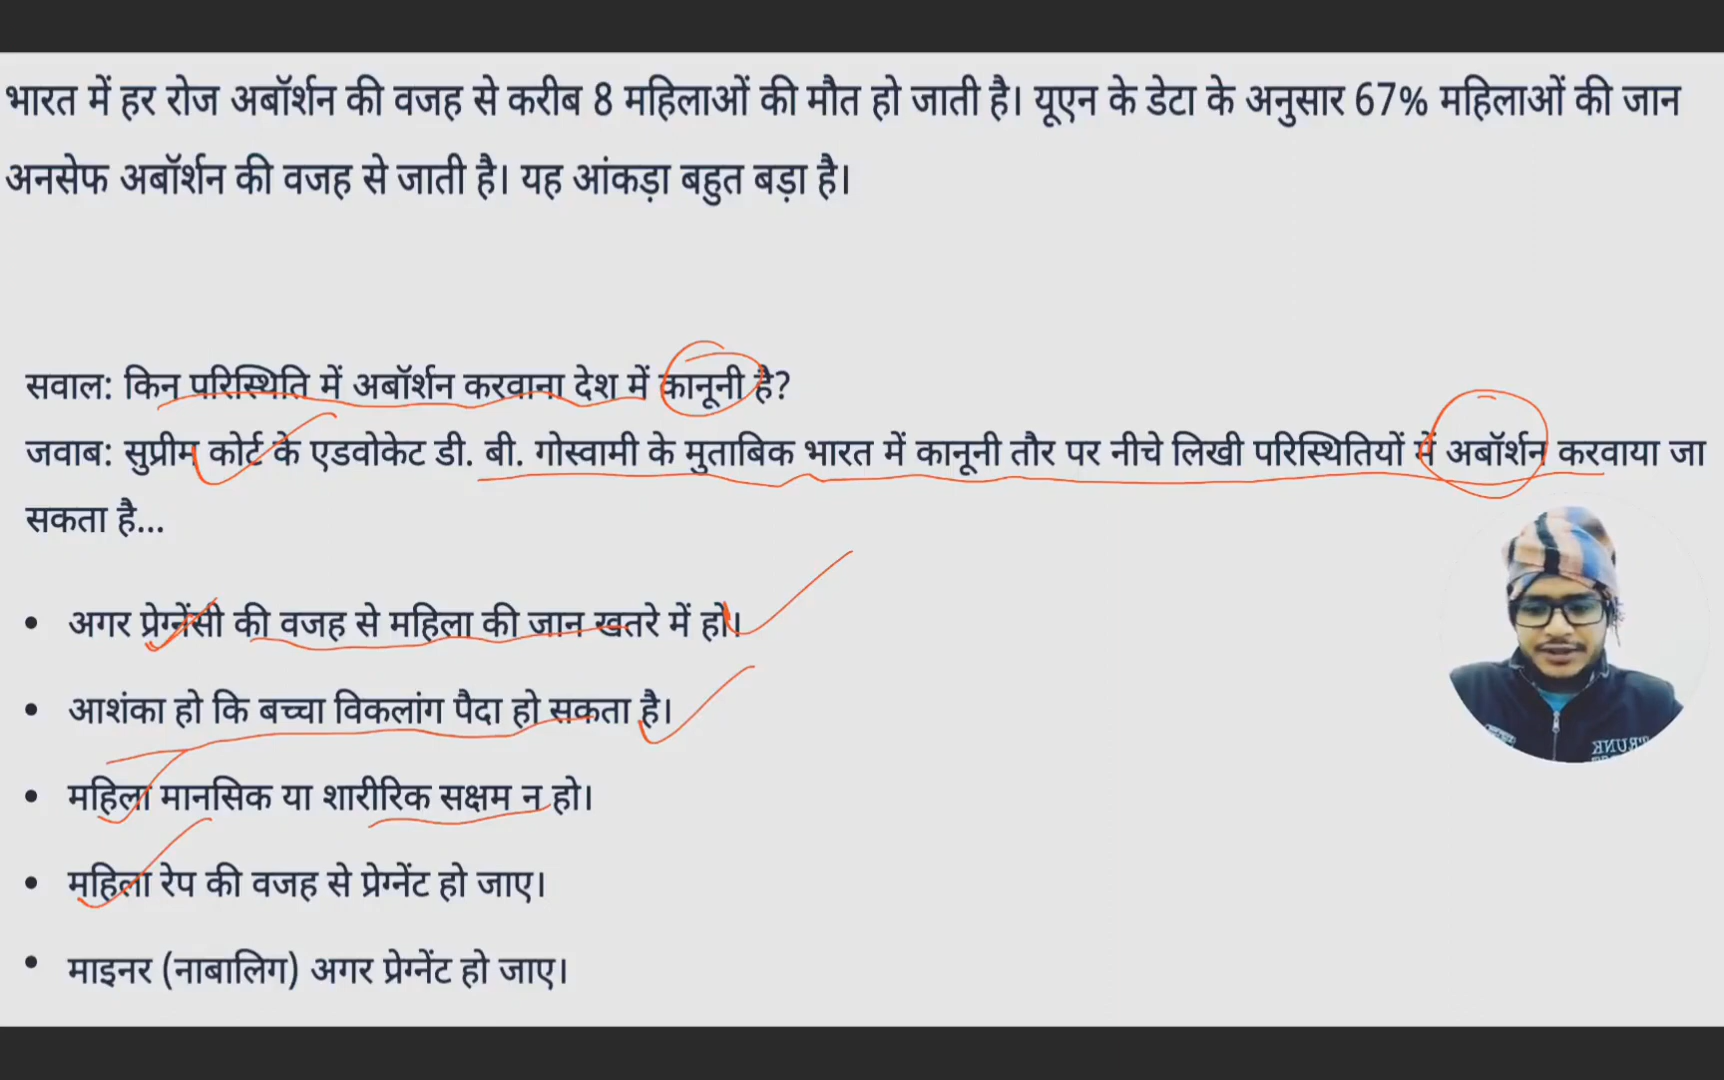 भारत में हर रोज अबॉर्शन की वजह से करीब 8 महिलाओं की मौत हो जाती है। यूएन के डेटा के अनुसार 67% महिलाओं की जान
अनसेफ अबॉर्शन की वजह से जाती है। यह आंकड़ा बहुत बड़ा है।
सवाल: किन परिस्थिति में अबॉर्शन करवाना देश में कानूनी है?
जवाब: सुप्रीम कोर्ट के एडवोकेट डी. बी. गोस्वामी के मुताबिक भारत में कानूनी तौर पर नीचे लिखी परिस्थितियों में अबॉर्शन करवाया जा
सकता है...
• अगर प्रेग्नेंसी की वजह से महिला की जान खतरे में हो।
• आशंका हो कि बच्चा विकलांग पैदा हो सकता है।
• महिला मानसिक या शारीरिक सक्षम न हो।
• महिला रेप की वजह से प्रेग्नेंट हो जाए।
• माइनर (नाबालिग) अगर प्रेग्नेंट हो जाए।